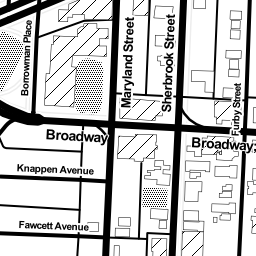 Borrowman Place
Maryland Street
Sherbrook Street
Furby Street
Broadway
Broadway;
Knappen Avenue
Fawcett Avenue